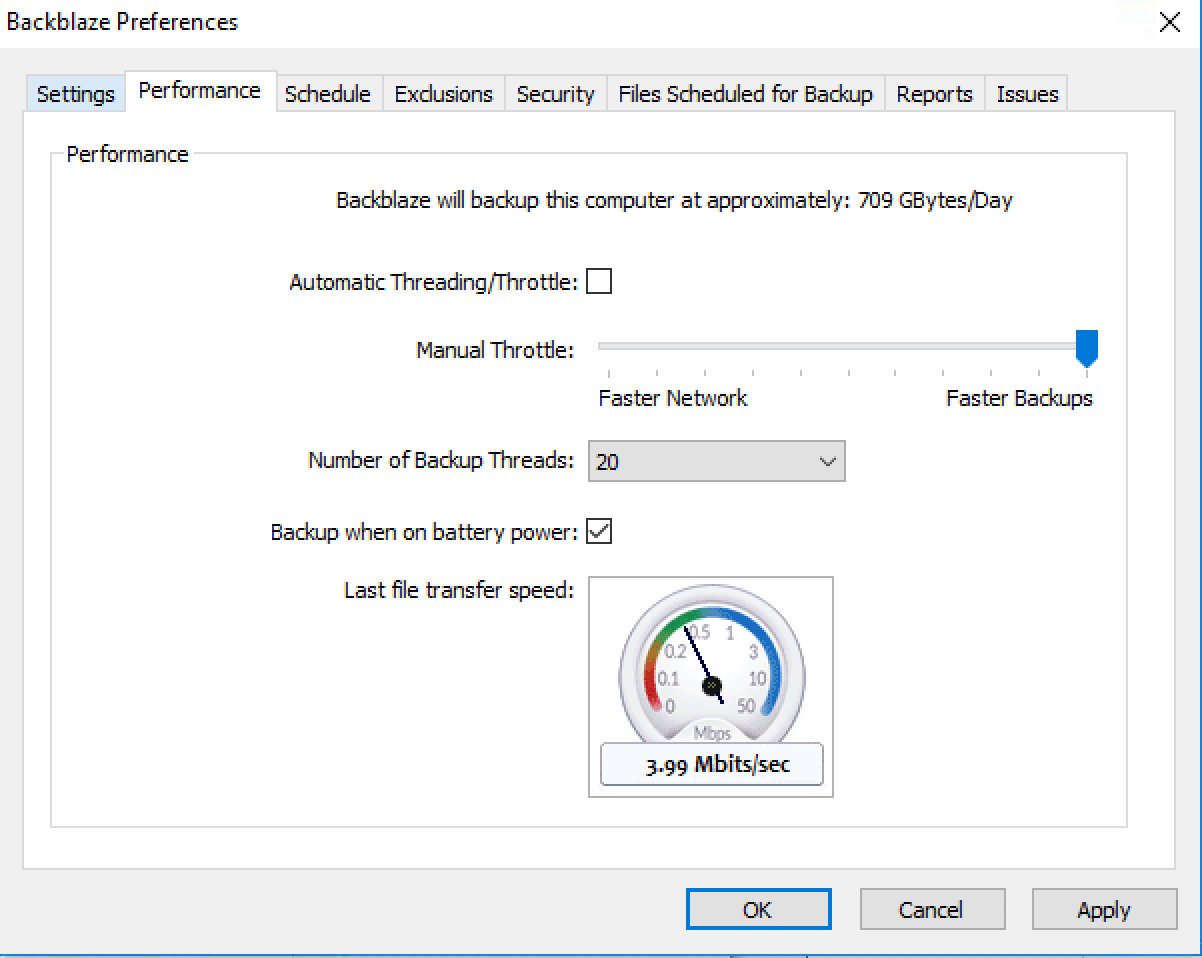 Backblaze Preferences
Settings Performance Schedule Exclusions Security Files Scheduled for Backup Reports Issues
Performance
Backblaze will backup this computer at approximately: 709 GBytes/Day
Automatic Threading/Throttle:
Manual Throttle:
Faster Network Faster Backups
Number of Backup Threads: 20
Backup when on battery power:
Last file transfer speed:
0.5 1
0.2 3
0.1 10
0 50
Mbps
3.99 Mbits/sec
OK Cancel Apply